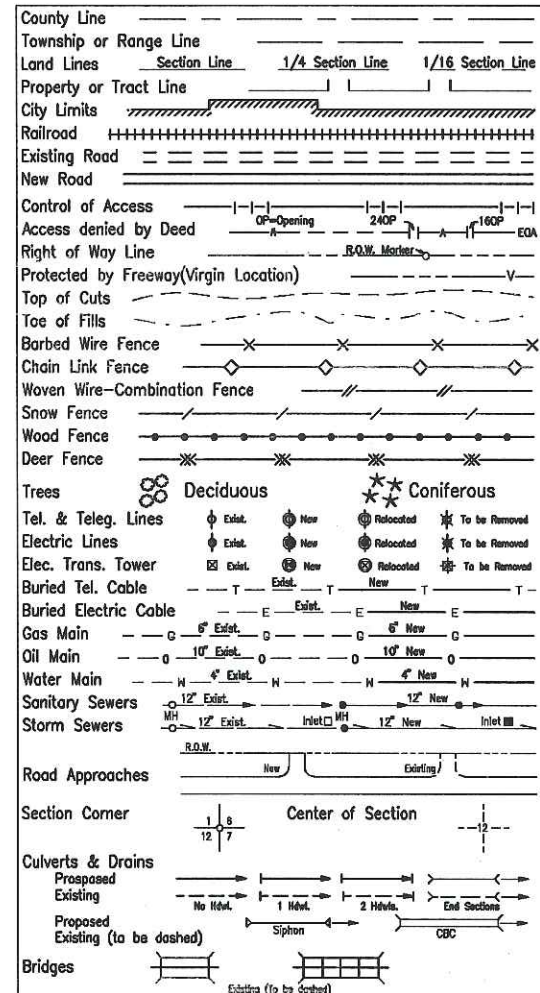 County Line
Township or Range Line
Land Lines Section Line 1/4 Section Line 1/16 Section Line
Property or Tract Line
City Limits
Railroad
Existing Road
New Road
Control of Access
OP=Opening 24OP 16OP
Access denied by Deed A A EOA
Right of Way Line R.O.W. Marker
Protected by Freeway(Virgin Location) V
Top of Cuts
Toe of Fills
Barbed Wire Fence
Chain Link Fence
Woven Wire-Combination Fence
Snow Fence
Wood Fence
Deer Fence
Trees Deciduous Coniferous
Tel. & Teleg. Lines Exist. New Relocated To be Removed
Electric Lines Exist. New Relocated To be Removed
Elec. Trans. Tower Exist. New Relocated To be Removed
Buried Tel. Cable T Exist. T New T T
Buried Electric Cable E Exist. E New E
Gas Main G 6" Exist. G G 6" New G
Oil Main O 10" Exist. O O 10" New O
Water Main W 4" Exist. W W 4" New W
Sanitary Sewers 12" Exist. 12" New
MH MH
Storm Sewers 12" Exist. Inlet 12" New Inlet
R.O.W.
Road Approaches New Existing
Section Corner 1 6 Center of Section
12 7 12
Culverts & Drains
Prosposed
Existing No Hdwl. 1 Hdwl. 2 Hdwls. End Sections
Proposed
Existing (to be dashed) Siphon CBC
Bridges
Existing (To be dashed)